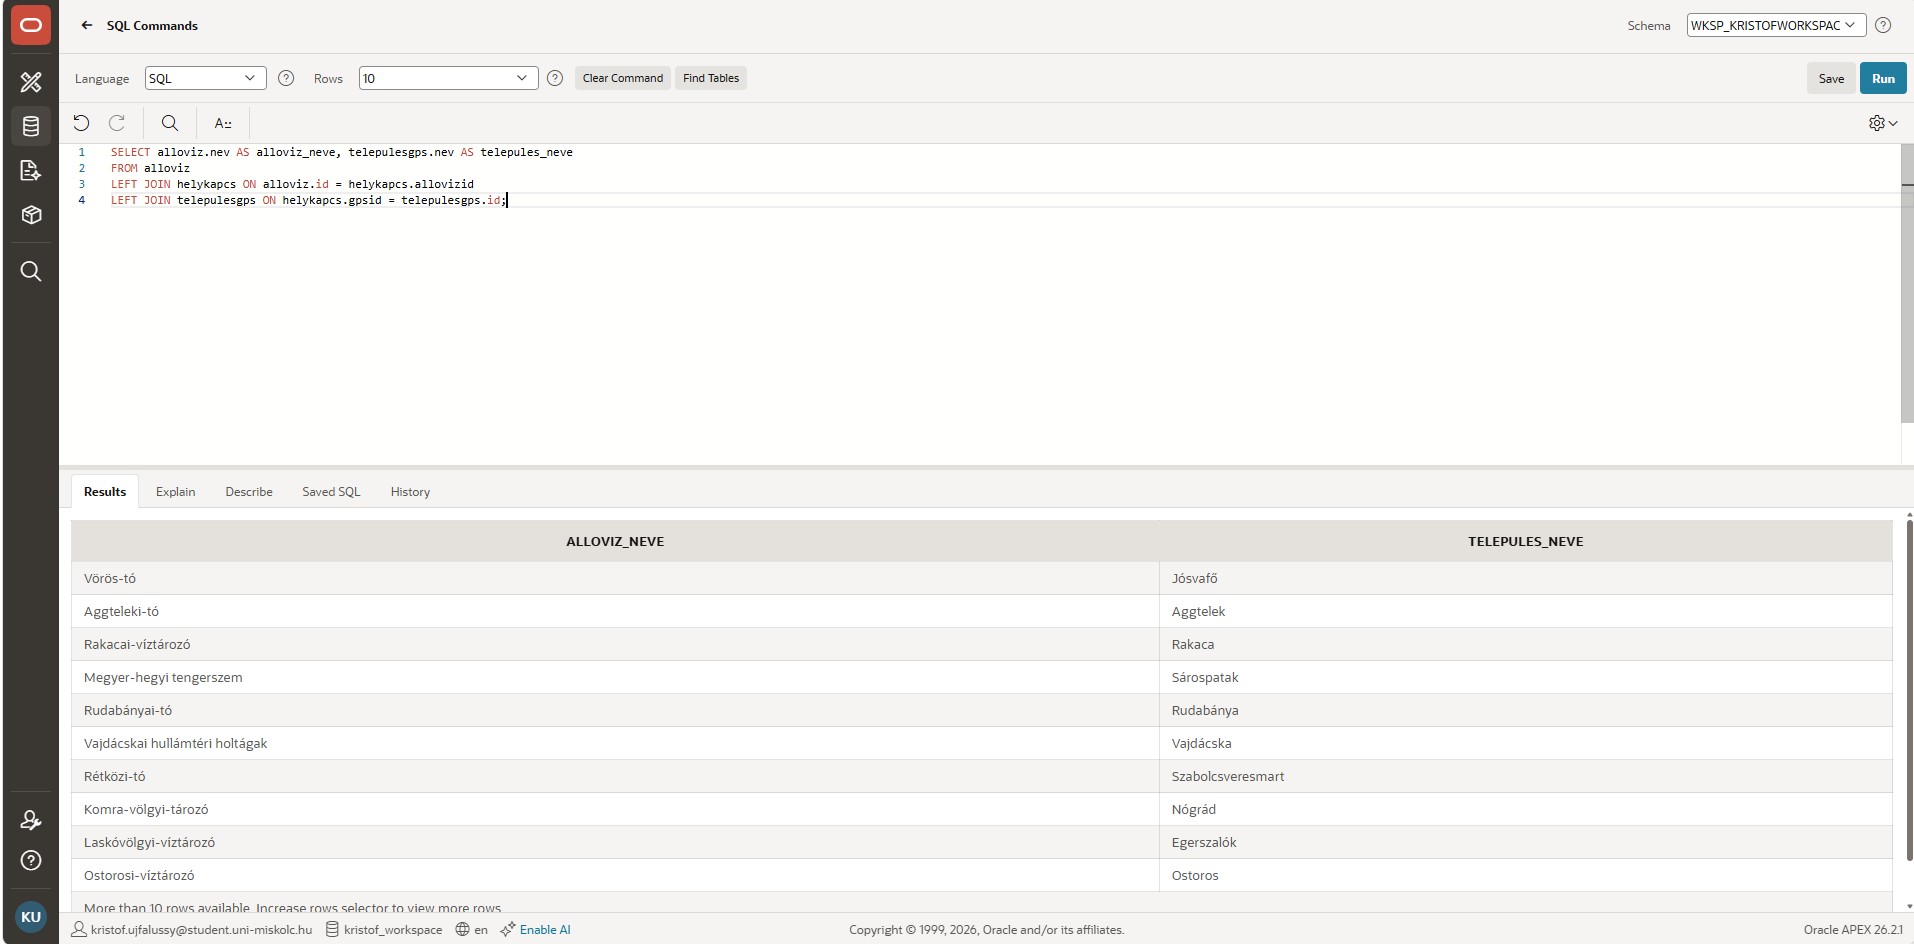 SQL Commands
Schema
WKSP_KRISTOFWORKSPAC
Language
SQL
Rows
10
Clear Command
Find Tables
Save
Run
A::
1 SELECT alloviz.nev AS alloviz_neve, telepulesgps.nev AS telepules_neve
2 FROM alloviz
3 LEFT JOIN helykapcs ON alloviz.id = helykapcs.allovizid
4 LEFT JOIN telepulesgps ON helykapcs.gpsid = telepulesgps.id;
Results
Explain
Describe
Saved SQL
History
ALLOVIZ_NEVE TELEPULES_NEVE
Vörös-tó Jósvafő
Aggteleki-tó Aggtelek
Rakacai-víztározó Rakaca
Megyer-hegyi tengerszem Sárospatak
Rudabányai-tó Rudabánya
Vajdácskai hullámtéri holtágak Vajdácska
Rétközi-tó Szabolcsveresmart
Komra-völgyi-tározó Nógrád
Laskóvölgyi-víztározó Egerszalók
Ostorosi-víztározó Ostoros
More than 10 rows available. Increase rows selector to view more rows.
KU
kristof.ujfalussy@student.uni-miskolc.hu
kristof_workspace
en
Enable AI
Copyright © 1999, 2026, Oracle and/or its affiliates.
Oracle APEX 26.2.1